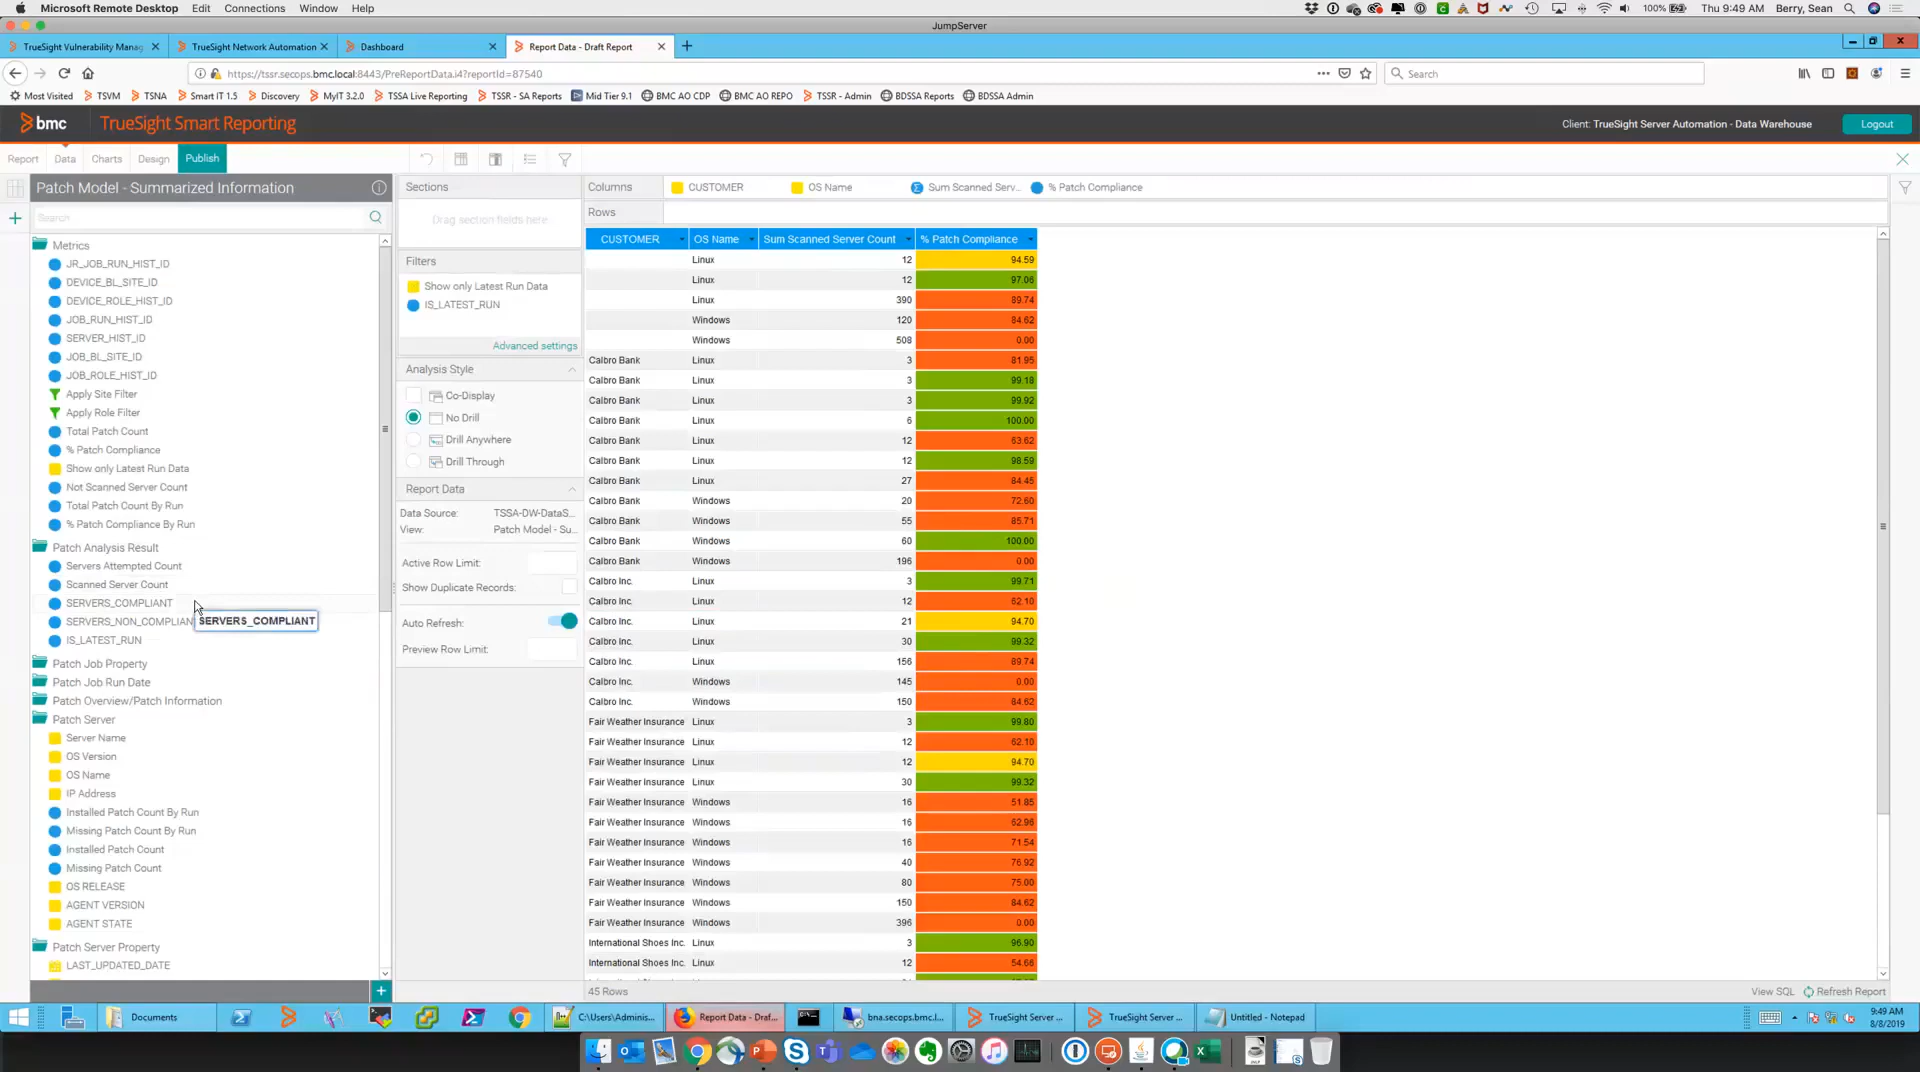 Microsoft Remote Desktop Edit Connections Window Help
100% Thu 9:49 AM Berry, Sean
JumpServer
TrueSight Vulnerability Manag
TrueSight Network Automation
Dashboard
Report Data - Draft Report
https://tssr.secops.bmc.local:8443/PreReportData.i4?reportId=87540
Search
Most Visited TSVM TSNA Smart IT 1.5 Discovery MyIT 3.2.0 TSSA Live Reporting TSSR - SA Reports Mid Tier 9.1 BMC AO CDP BMC AO REPO TSSR - Admin BDSSA Reports BDSSA Admin
bmc TrueSight Smart Reporting
Client: TrueSight Server Automation - Data Warehouse
Logout
Report Data Charts Design Publish
Patch Model - Summarized Information
Search
Metrics
JR_JOB_RUN_HIST_ID
DEVICE_BL_SITE_ID
DEVICE_ROLE_HIST_ID
JOB_RUN_HIST_ID
SERVER_HIST_ID
JOB_BL_SITE_ID
JOB_ROLE_HIST_ID
Apply Site Filter
Apply Role Filter
Total Patch Count
% Patch Compliance
Show only Latest Run Data
Not Scanned Server Count
Total Patch Count By Run
% Patch Compliance By Run
Patch Analysis Result
Servers Attempted Count
Scanned Server Count
SERVERS_COMPLIANT
SERVERS_NON_COMPLIAN
SERVERS_COMPLIANT
IS_LATEST_RUN
Patch Job Property
Patch Job Run Date
Patch Overview/Patch Information
Patch Server
Server Name
OS Version
OS Name
IP Address
Installed Patch Count By Run
Missing Patch Count By Run
Installed Patch Count
Missing Patch Count
OS RELEASE
AGENT VERSION
AGENT STATE
Patch Server Property
LAST_UPDATED_DATE
Sections
Drag section fields here
Filters
Show only Latest Run Data
IS_LATEST_RUN
Advanced settings
Analysis Style
Co-Display
No Drill
Drill Anywhere
Drill Through
Report Data
Data Source: TSSA-DW-DataS...
View: Patch Model - Su...
Active Row Limit:
Show Duplicate Records:
Auto Refresh:
Preview Row Limit:
Columns CUSTOMER OS Name Sum Scanned Serv... % Patch Compliance
Rows
CUSTOMER OS Name Sum Scanned Server Count % Patch Compliance
Linux 12 94.59
Linux 12 97.06
Linux 390 89.74
Windows 120 84.62
Windows 508 0.00
Calbro Bank Linux 3 81.95
Calbro Bank Linux 3 99.18
Calbro Bank Linux 3 99.92
Calbro Bank Linux 6 100.00
Calbro Bank Linux 12 63.62
Calbro Bank Linux 12 98.59
Calbro Bank Linux 27 84.45
Calbro Bank Windows 20 72.60
Calbro Bank Windows 55 85.71
Calbro Bank Windows 60 100.00
Calbro Bank Windows 196 0.00
Calbro Inc. Linux 3 99.71
Calbro Inc. Linux 12 62.10
Calbro Inc. Linux 21 94.70
Calbro Inc. Linux 30 99.32
Calbro Inc. Linux 156 89.74
Calbro Inc. Windows 145 0.00
Calbro Inc. Windows 150 84.62
Fair Weather Insurance Linux 3 99.80
Fair Weather Insurance Linux 12 62.10
Fair Weather Insurance Linux 12 94.70
Fair Weather Insurance Linux 30 99.32
Fair Weather Insurance Windows 16 51.85
Fair Weather Insurance Windows 16 62.96
Fair Weather Insurance Windows 16 71.54
Fair Weather Insurance Windows 40 76.92
Fair Weather Insurance Windows 80 75.00
Fair Weather Insurance Windows 150 84.62
Fair Weather Insurance Windows 396 0.00
International Shoes Inc. Linux 3 96.90
International Shoes Inc. Linux 12 54.66
45 Rows
View SQL Refresh Report
Documents
C:\Users\Adminis...
Report Data - Draf...
bna.secops.bmc.l...
TrueSight Server ...
TrueSight Server ...
Untitled - Notepad
9:49 AM
8/8/2019